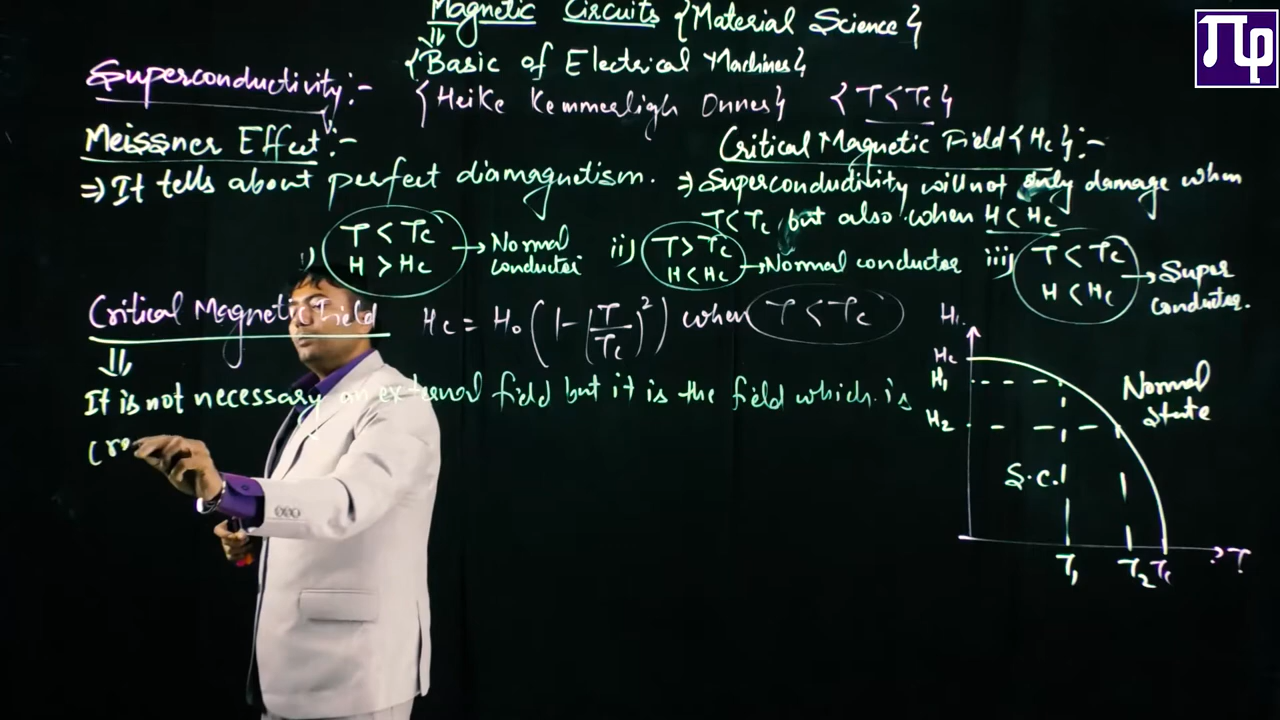 Magnetic Circuits {Material Science}
{Basic of Electrical Machines}
Superconductivity:- {Heike Kemmerligh Onnes} {T<Tc}
Meissner Effect:-
⇒ It tells about perfect diamagnetism.
Critical Magnetic Field {Hc}:-
⇒ Superconductivity will not only damage when
T<Tc but also when H<Hc
i) T < Tc
H > Hc
→ Normal
conductor
ii) T > Tc
H < Hc
→ Normal conductor
iii) T < Tc
H < Hc
→ Super
conductor.
Critical Magnetic Field Hc = H₀ (1-(T/Tc)²) when T < Tc
⇓
It is not necessary an external field but it is the field which is
H
Hc
H₁
H₂
Normal
state
S.C.
T₁ T₂ Tc T
πφ